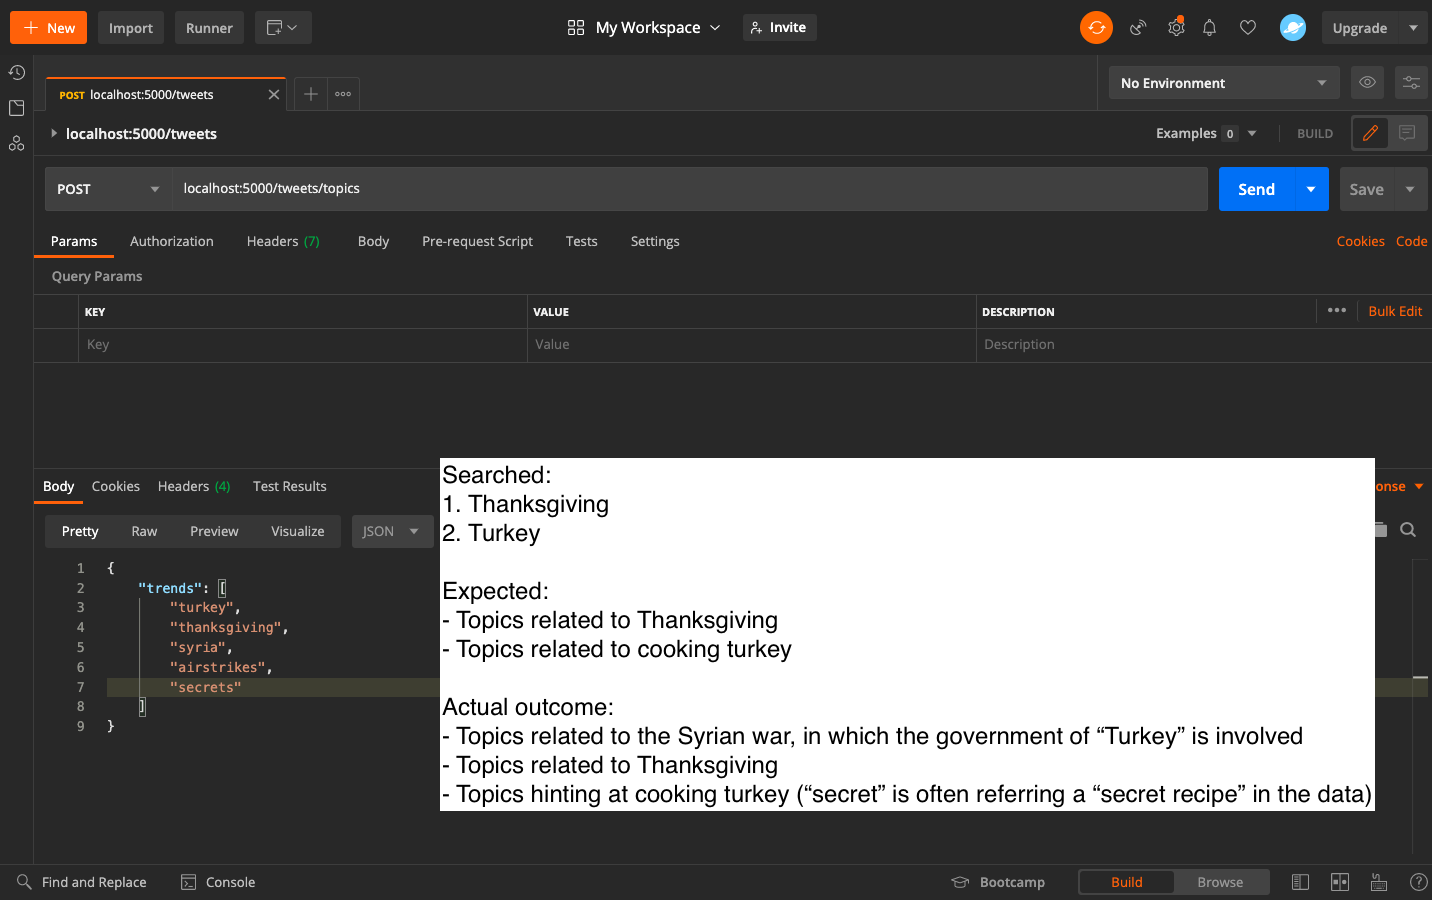 New
Import
Runner
My Workspace
Invite
Upgrade
POST localhost:5000/tweets
No Environment
localhost:5000/tweets
Examples 0
BUILD
POST
localhost:5000/tweets/topics
Send
Save
Params
Authorization
Headers (7)
Body
Pre-request Script
Tests
Settings
Cookies
Code
Query Params
KEY
VALUE
DESCRIPTION
Bulk Edit
Key
Value
Description
Body
Cookies
Headers (4)
Test Results
onse
Pretty
Raw
Preview
Visualize
JSON
1 {
2 "trends": [
3 "turkey",
4 "thanksgiving",
5 "syria",
6 "airstrikes",
7 "secrets"
8 ]
9 }
Searched:
1. Thanksgiving
2. Turkey
Expected:
- Topics related to Thanksgiving
- Topics related to cooking turkey
Actual outcome:
- Topics related to the Syrian war, in which the government of “Turkey” is involved
- Topics related to Thanksgiving
- Topics hinting at cooking turkey (“secret” is often referring a “secret recipe” in the data)
Find and Replace
Console
Bootcamp
Build
Browse